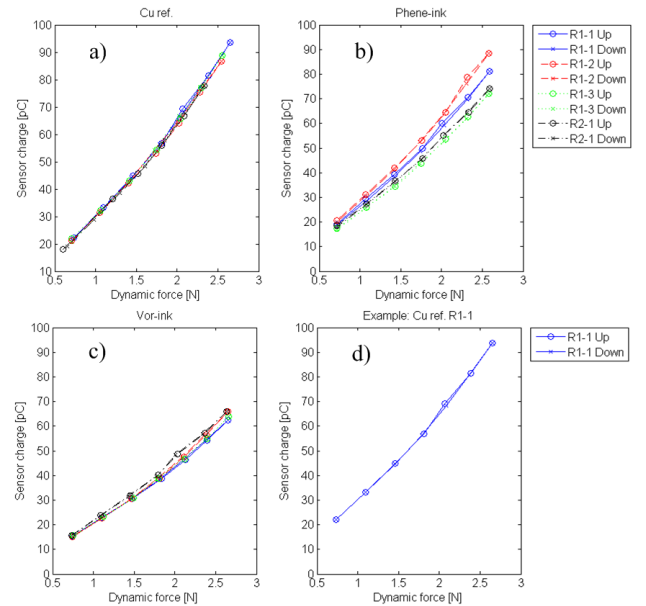 Cu ref.
a)
100
90
80
70
60
50
40
30
20
10
0.5
1
1.5
2
2.5
3
Sensor charge [pC]
Dynamic force [N]
Phene-ink
b)
100
90
80
70
60
50
40
30
20
10
0
0.5
1
1.5
2
2.5
3
Sensor charge [pC]
Dynamic force [N]
R1-1 Up
R1-1 Down
R1-2 Up
R1-2 Down
R1-3 Up
R1-3 Down
R2-1 Up
R2-1 Down
Vor-ink
c)
100
90
80
70
60
50
40
30
20
10
0
0.5
1
1.5
2
2.5
3
Sensor charge [pC]
Dynamic force [N]
Example: Cu ref. R1-1
d)
100
90
80
70
60
50
40
30
20
10
0
0.5
1
1.5
2
2.5
3
Sensor charge [pC]
Dynamic force [N]
R1-1 Up
R1-1 Down